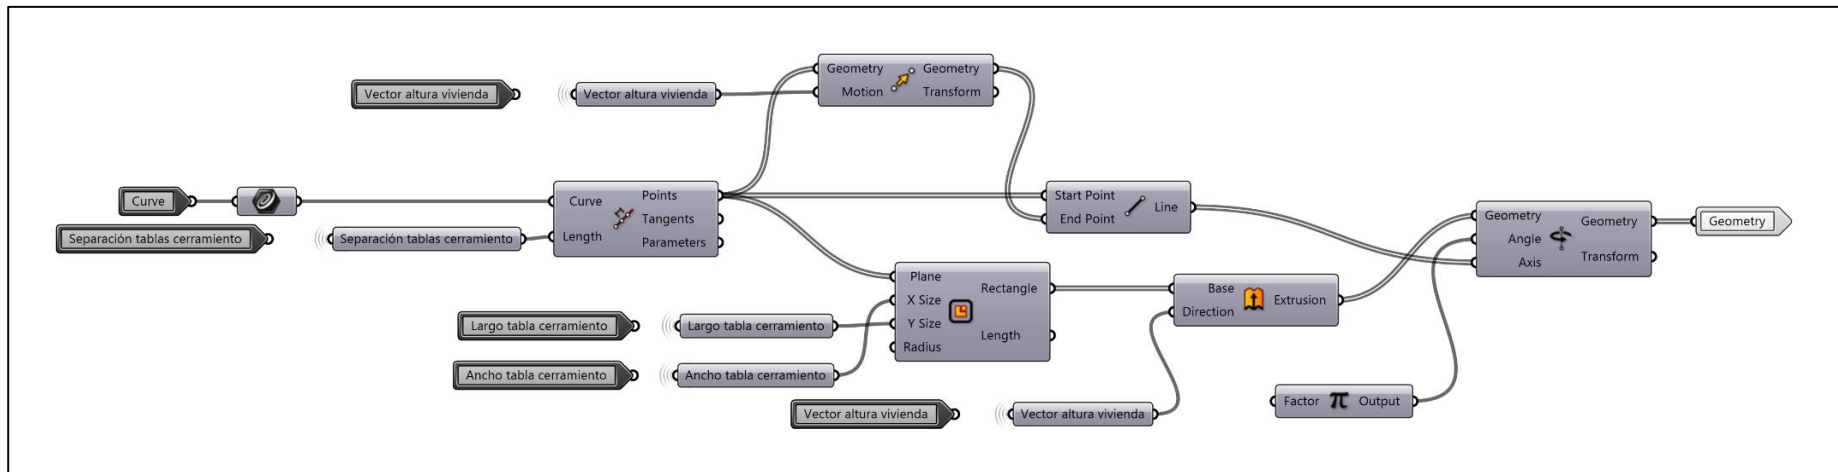 Geometry
Geometry
Motion
Transform
Vector altura vivienda
Vector altura vivienda
Curve
Curve
Points
Tangents
Length
Parameters
Separación tablas cerramiento
Separación tablas cerramiento
Start Point
End Point
Line
Geometry
Angle
Axis
Geometry
Transform
Geometry
Plane
X Size
Y Size
Radius
Rectangle
Length
Base
Direction
Extrusion
Largo tabla cerramiento
Largo tabla cerramiento
Ancho tabla cerramiento
Ancho tabla cerramiento
Vector altura vivienda
Vector altura vivienda
Factor π Output